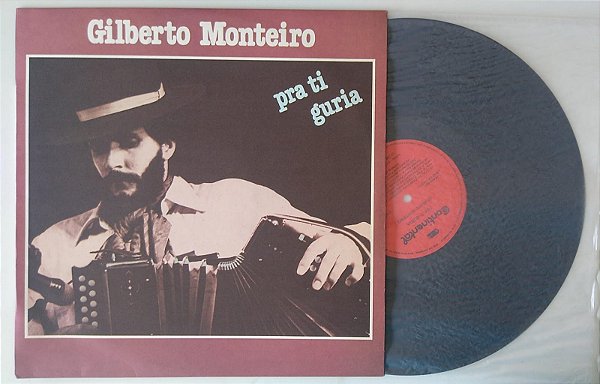 Gilberto Monteiro
pra ti
guria
Continental